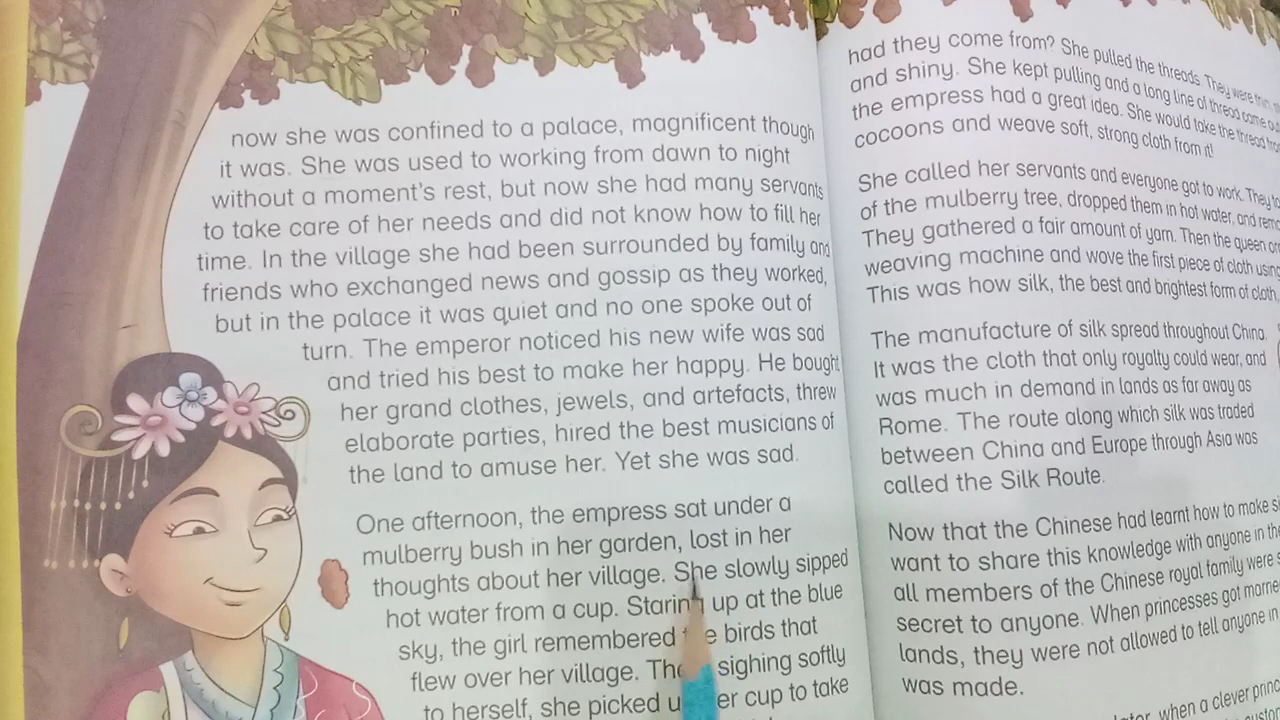 now she was confined to a palace, magnificent though
it was. She was used to working from dawn to night
without a moment's rest, but now she had many servants
to take care of her needs and did not know how to fill her
time. In the village she had been surrounded by family and
friends who exchanged news and gossip as they worked,
but in the palace it was quiet and no one spoke out of
turn. The emperor noticed his new wife was sad
and tried his best to make her happy. He bought
her grand clothes, jewels, and artefacts, threw
elaborate parties, hired the best musicians of
the land to amuse her. Yet she was sad.
One afternoon, the empress sat under a
mulberry bush in her garden, lost in her
thoughts about her village. She slowly sipped
hot water from a cup. Staring up at the blue
sky, the girl remembered the birds that
flew over her village. The sighing softly
to herself, she picked u er cup to take
had they come from? She pulled the threads. They were thin
and shiny. She kept pulling and a long line of thread came
the empress had a great idea. She would take the thread from
cocoons and weave soft, strong cloth from it!
She called her servants and everyone got to work. They
of the mulberry tree, dropped them in hot water, and
They gathered a fair amount of yarn. Then the queen
weaving machine and wove the first piece of cloth
This was how silk, the best and brightest form of cloth
The manufacture of silk spread throughout China.
It was the cloth that only royalty could wear, and
was much in demand in lands as far away as
Rome. The route along which silk was traded
between China and Europe through Asia was
called the Silk Route.
Now that the Chinese had learnt how to make
want to share this knowledge with anyone in
all members of the Chinese royal family were
secret to anyone. When princesses got
lands, they were not allowed to tell anyone in
was made.
when a clever